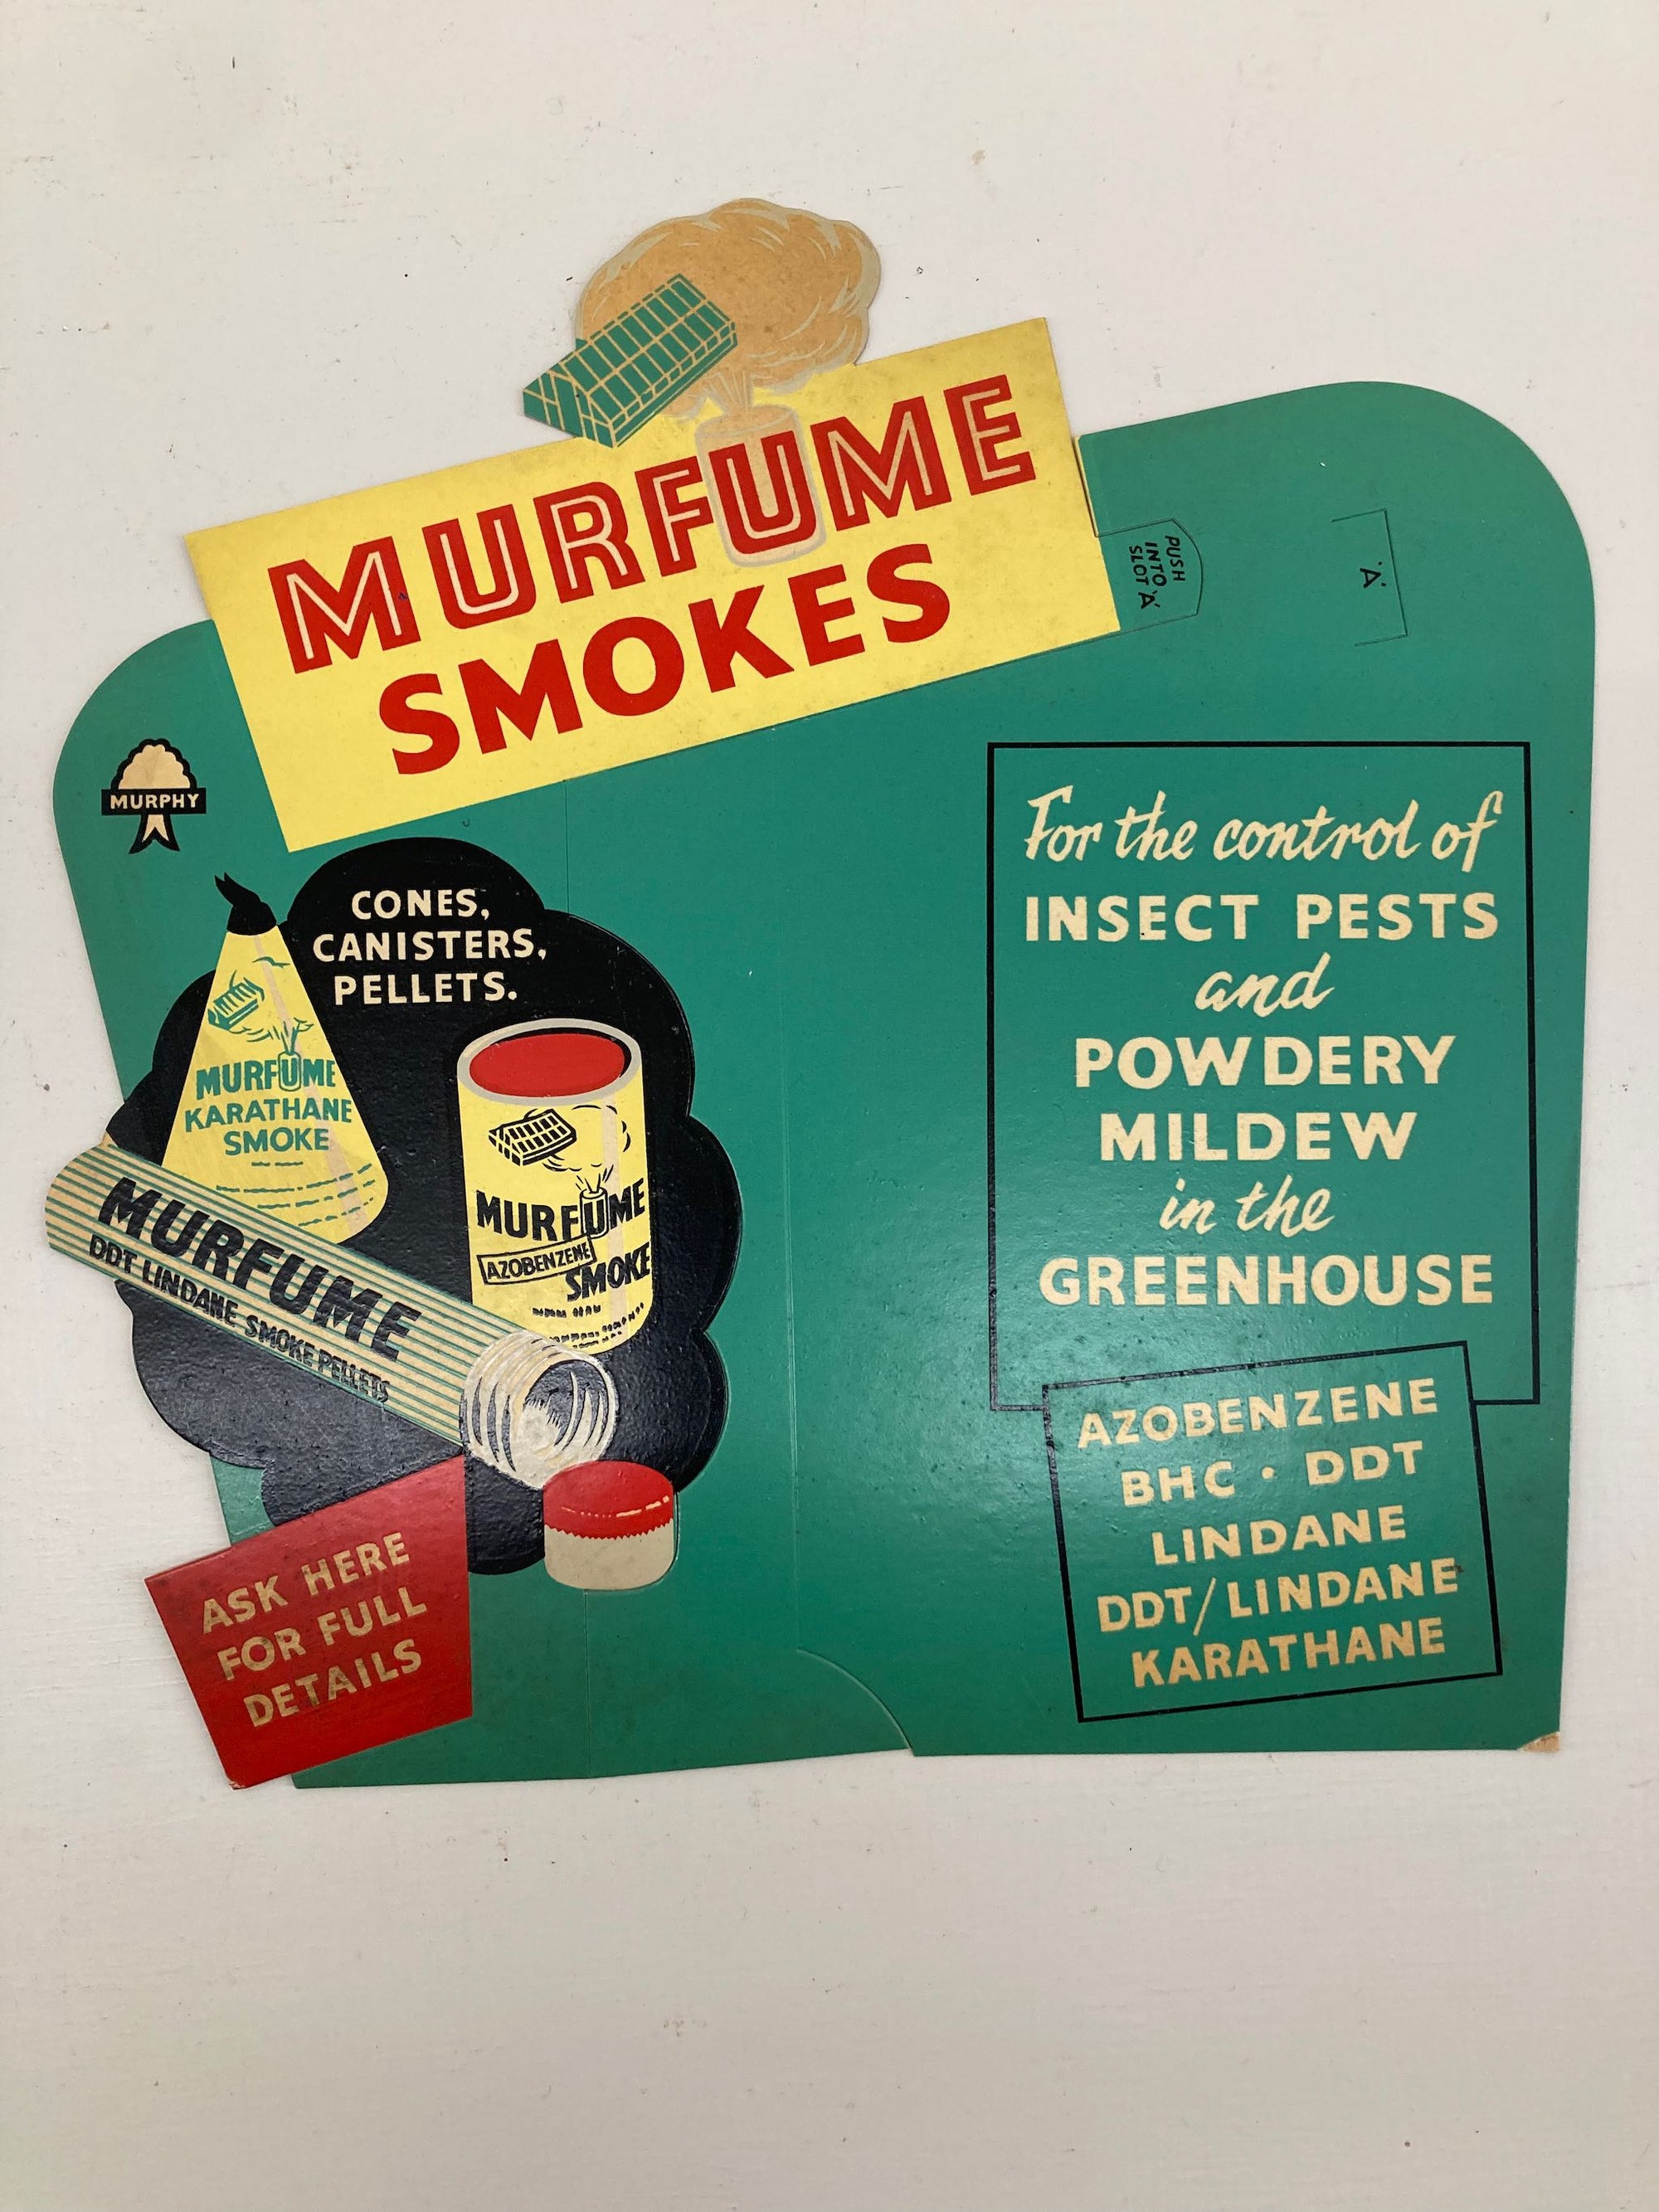 MURFUME
SMOKES
PUSH
INTO
SLOT 'A'
'A'
MURPHY
CONES,
CANISTERS,
PELLETS.
MURFUME
KARATHANE
SMOKE
MURFUME
AZOBENZENE
SMOKE
MURFUME
DDT LINDANE SMOKE PELLETS
ASK HERE
FOR FULL
DETAILS
For the control of
INSECT PESTS
and
POWDERY
MILDEW
in the
GREENHOUSE
AZOBENZENE
BHC · DDT
LINDANE
DDT/LINDANE
KARATHANE